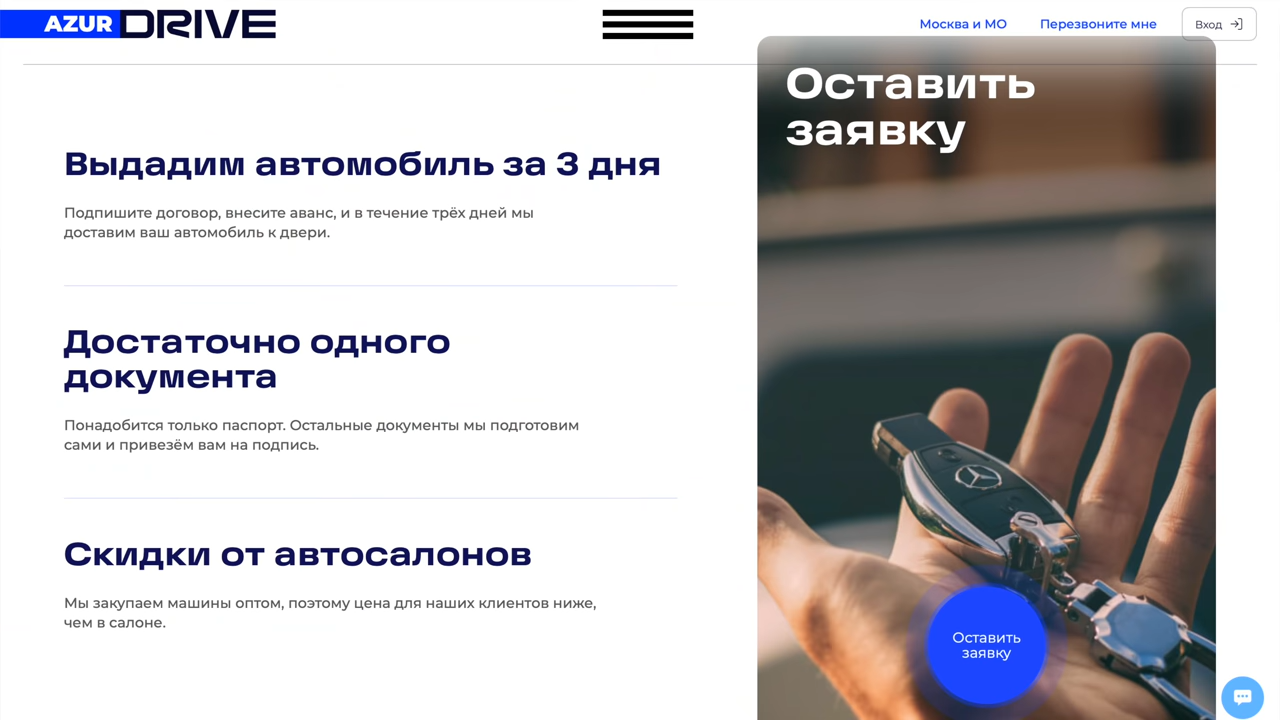 AZUR DRIVE
Москва и МО
Перезвоните мне
Вход
Выдадим автомобиль за 3 дня
Подпишите договор, внесите аванс, и в течение трёх дней мы
доставим ваш автомобиль к двери.
Достаточно одного
документа
Понадобится только паспорт. Остальные документы мы подготовим
сами и привезём вам на подпись.
Скидки от автосалонов
Мы закупаем машины оптом, поэтому цена для наших клиентов ниже,
чем в салоне.
Оставить
заявку
Оставить
заявку